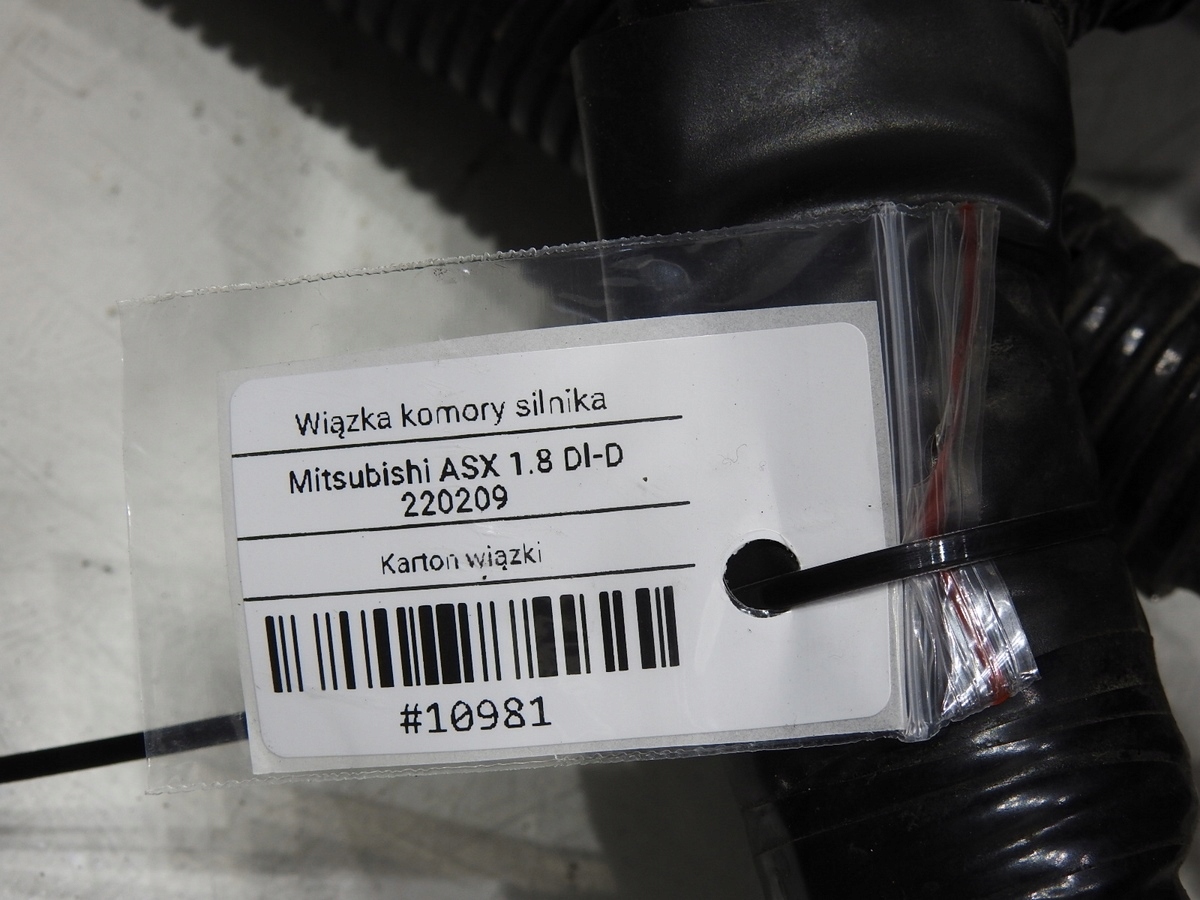 Wiązka komory silnika
Mitsubishi ASX 1.8 DI-D
220209
Karton wiązki
#10981